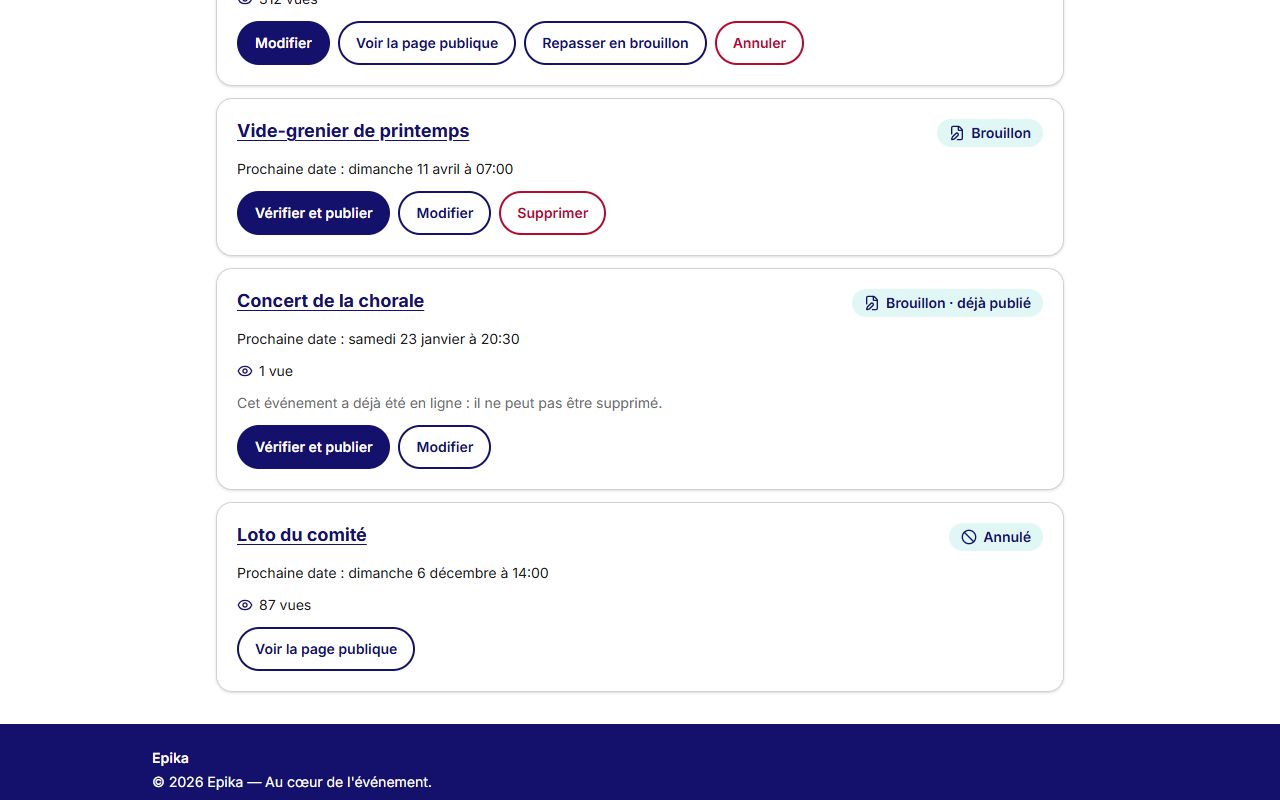 312 vues
Modifier
Voir la page publique
Repasser en brouillon
Annuler
Vide-grenier de printemps
Brouillon
Prochaine date : dimanche 11 avril à 07:00
Vérifier et publier
Modifier
Supprimer
Concert de la chorale
Brouillon · déjà publié
Prochaine date : samedi 23 janvier à 20:30
1 vue
Cet événement a déjà été en ligne : il ne peut pas être supprimé.
Vérifier et publier
Modifier
Loto du comité
Annulé
Prochaine date : dimanche 6 décembre à 14:00
87 vues
Voir la page publique
Epika
© 2026 Epika — Au cœur de l'événement.